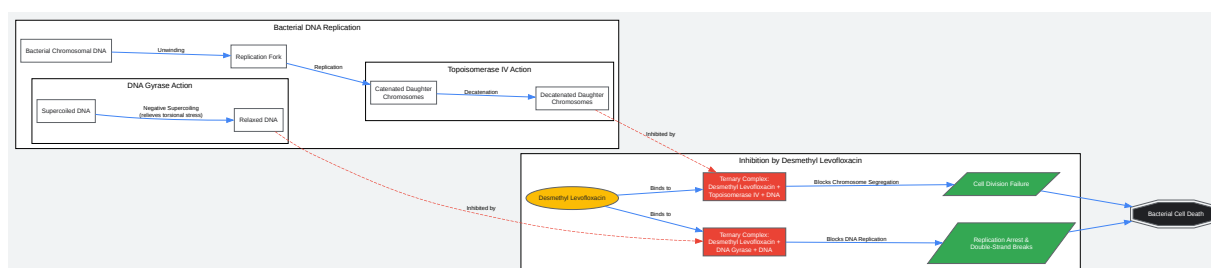 Bacterial DNA Replication
Bacterial Chromosomal DNA
Unwinding
Replication Fork
Replication
Topoisomerase IV Action
Catenated Daughter
Chromosomes
Decatenation
Decatenated Daughter
Chromosomes
DNA Gyrase Action
Supercoiled DNA
Negative Supercoiling
(relieves torsional stress)
Relaxed DNA
Inhibited by
Inhibited by
Inhibition by Desmethyl Levofloxacin
Desmethyl Levofloxacin
Binds to
Binds to
Ternary Complex:
Desmethyl Levofloxacin +
Topoisomerase IV + DNA
Blocks Chromosome Segregation
Cell Division Failure
Ternary Complex:
Desmethyl Levofloxacin +
DNA Gyrase + DNA
Blocks DNA Replication
Replication Arrest &
Double-Strand Breaks
Bacterial Cell Death